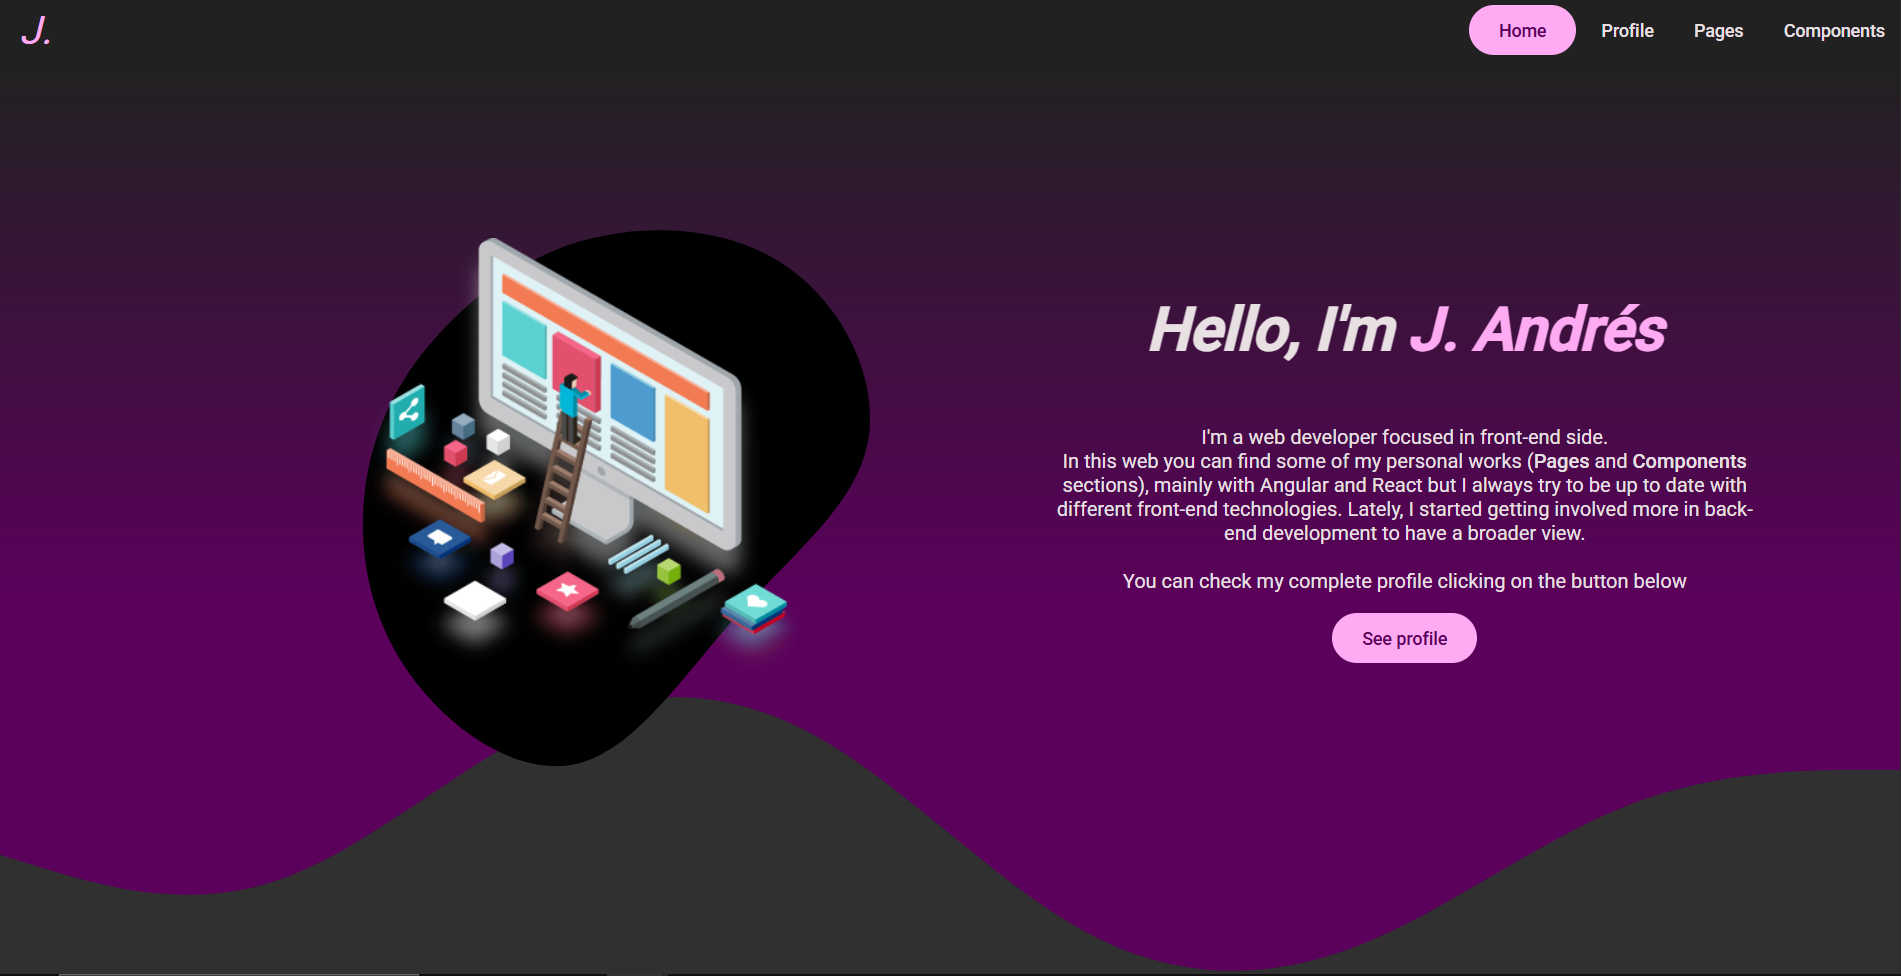 J.
Home Profile Pages Components
Hello, I'm J. Andrés
I'm a web developer focused in front-end side.
In this web you can find some of my personal works (Pages and Components
sections), mainly with Angular and React but I always try to be up to date with
different front-end technologies. Lately, I started getting involved more in back-
end development to have a broader view.
You can check my complete profile clicking on the button below
See profile